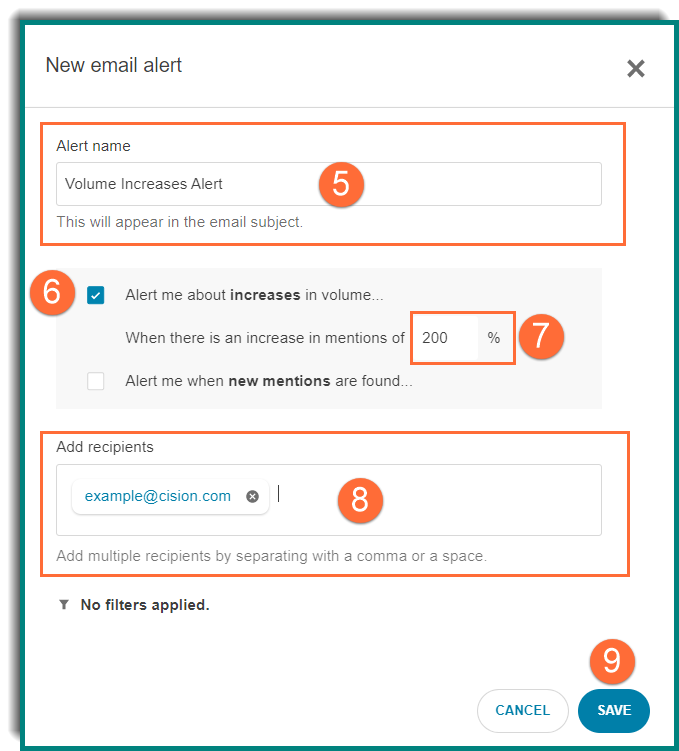 New email alert
Alert name
Volume Increases Alert
5
This will appear in the email subject.
6
Alert me about increases in volume...
When there is an increase in mentions of 200 %
7
Alert me when new mentions are found...
Add recipients
example@cision.com
8
Add multiple recipients by separating with a comma or a space.
No filters applied.
9
CANCEL SAVE